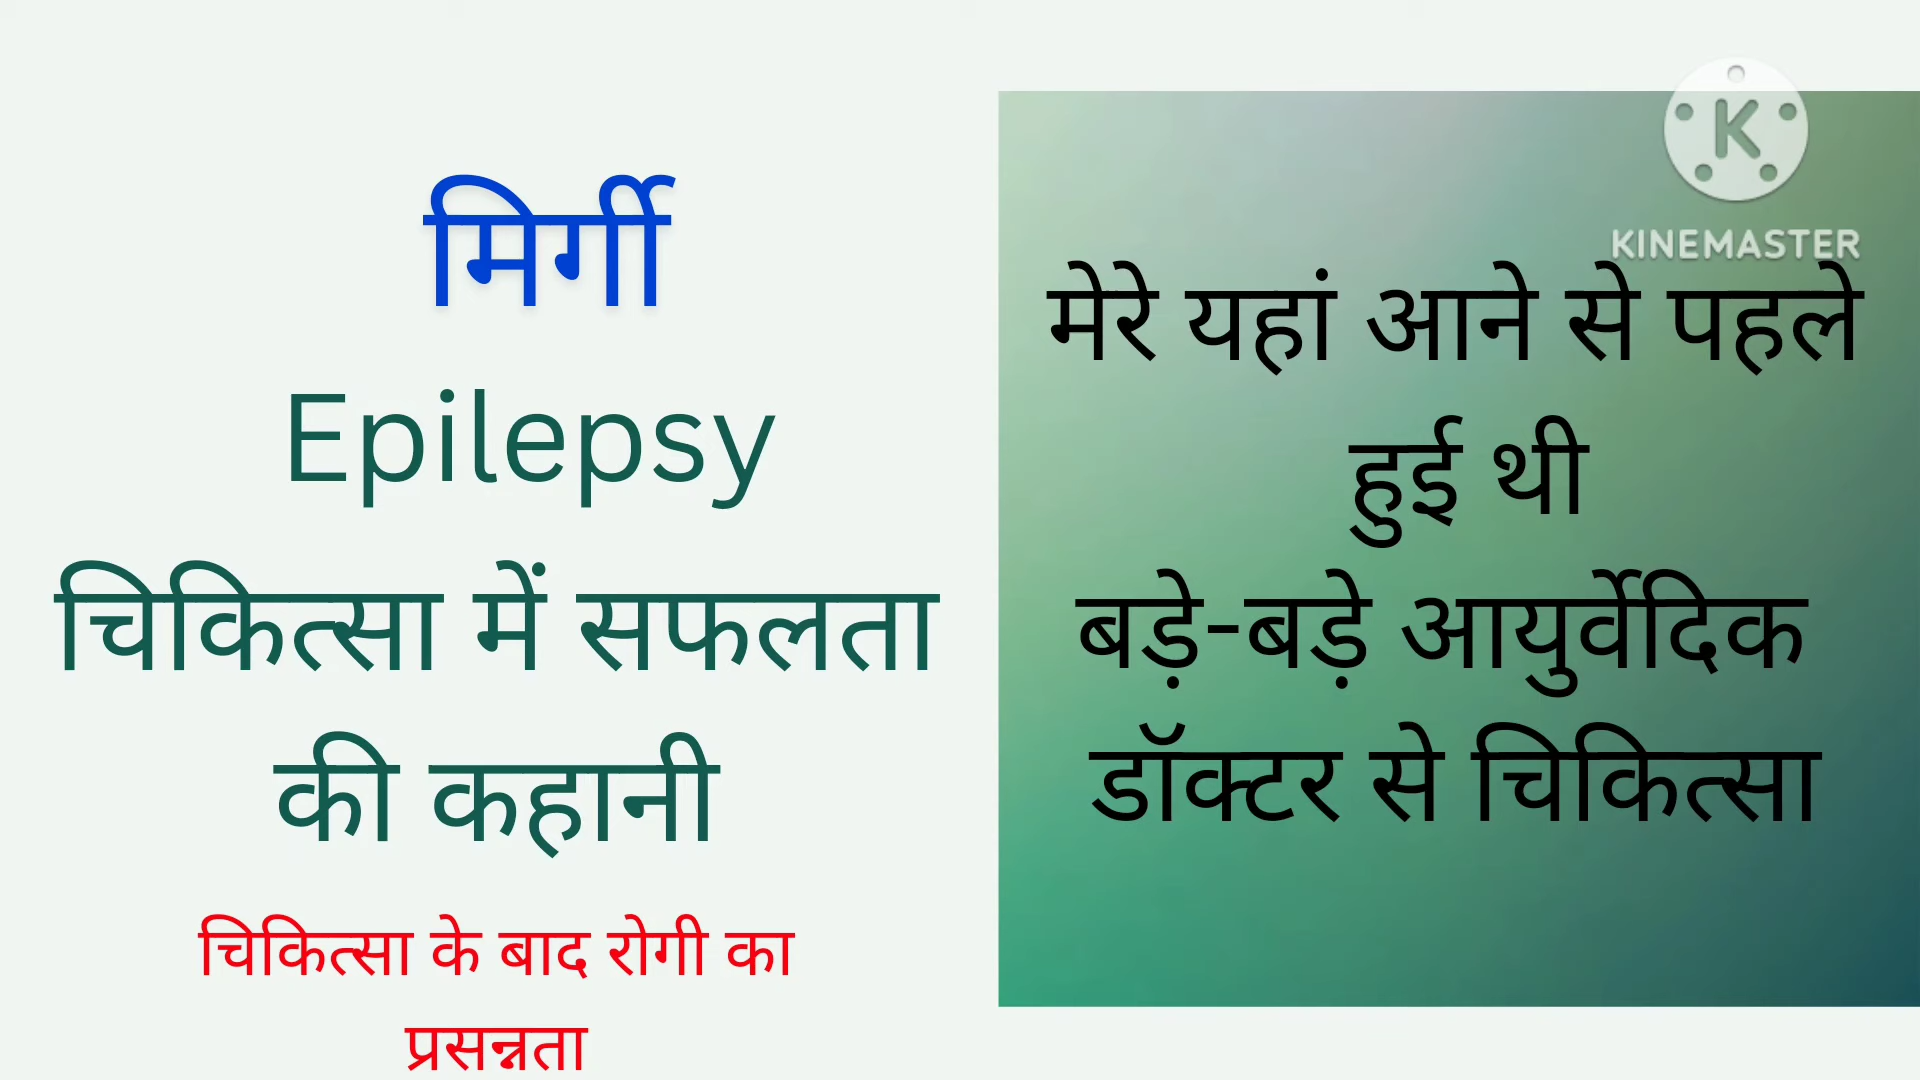 मिर्गी
Epilepsy
चिकित्सा में सफलता
की कहानी
चिकित्सा के बाद रोगी का
प्रसन्नता
KINEMASTER
मेरे यहां आने से पहले
हुई थी
बड़े-बड़े आयुर्वेदिक
डॉक्टर से चिकित्सा